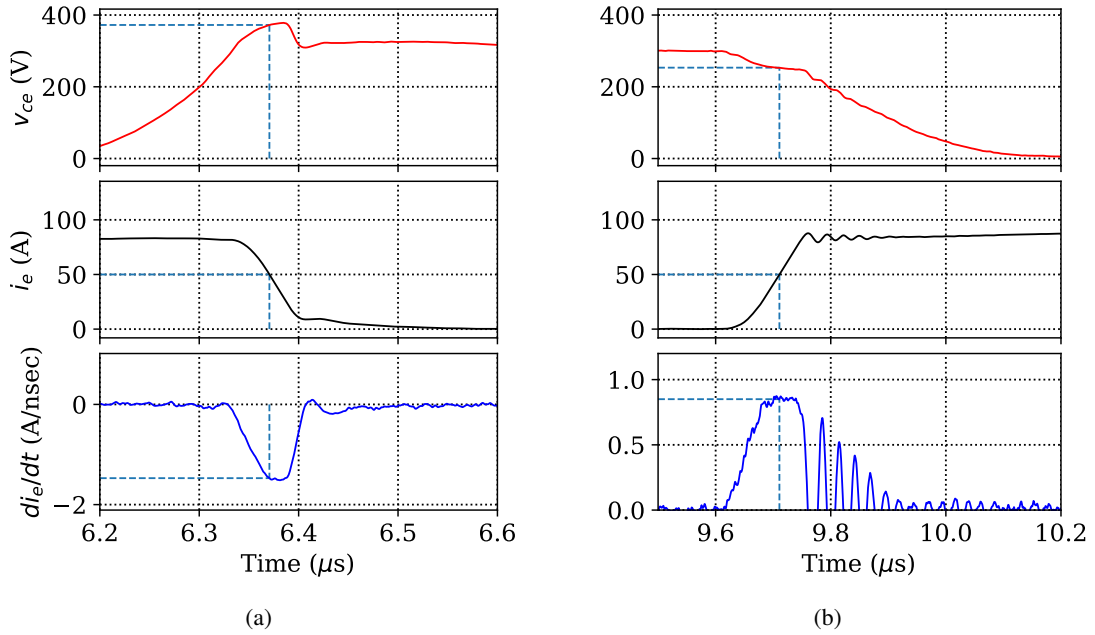 400
200
0
v_ce (V)
100
50
0
i_e (A)
0
−2
di_e/dt (A/nsec)
6.2 6.3 6.4 6.5 6.6
Time (μs)
(a)
400
200
0
100
50
0
1.0
0.5
0.0
9.6 9.8 10.0 10.2
Time (μs)
(b)